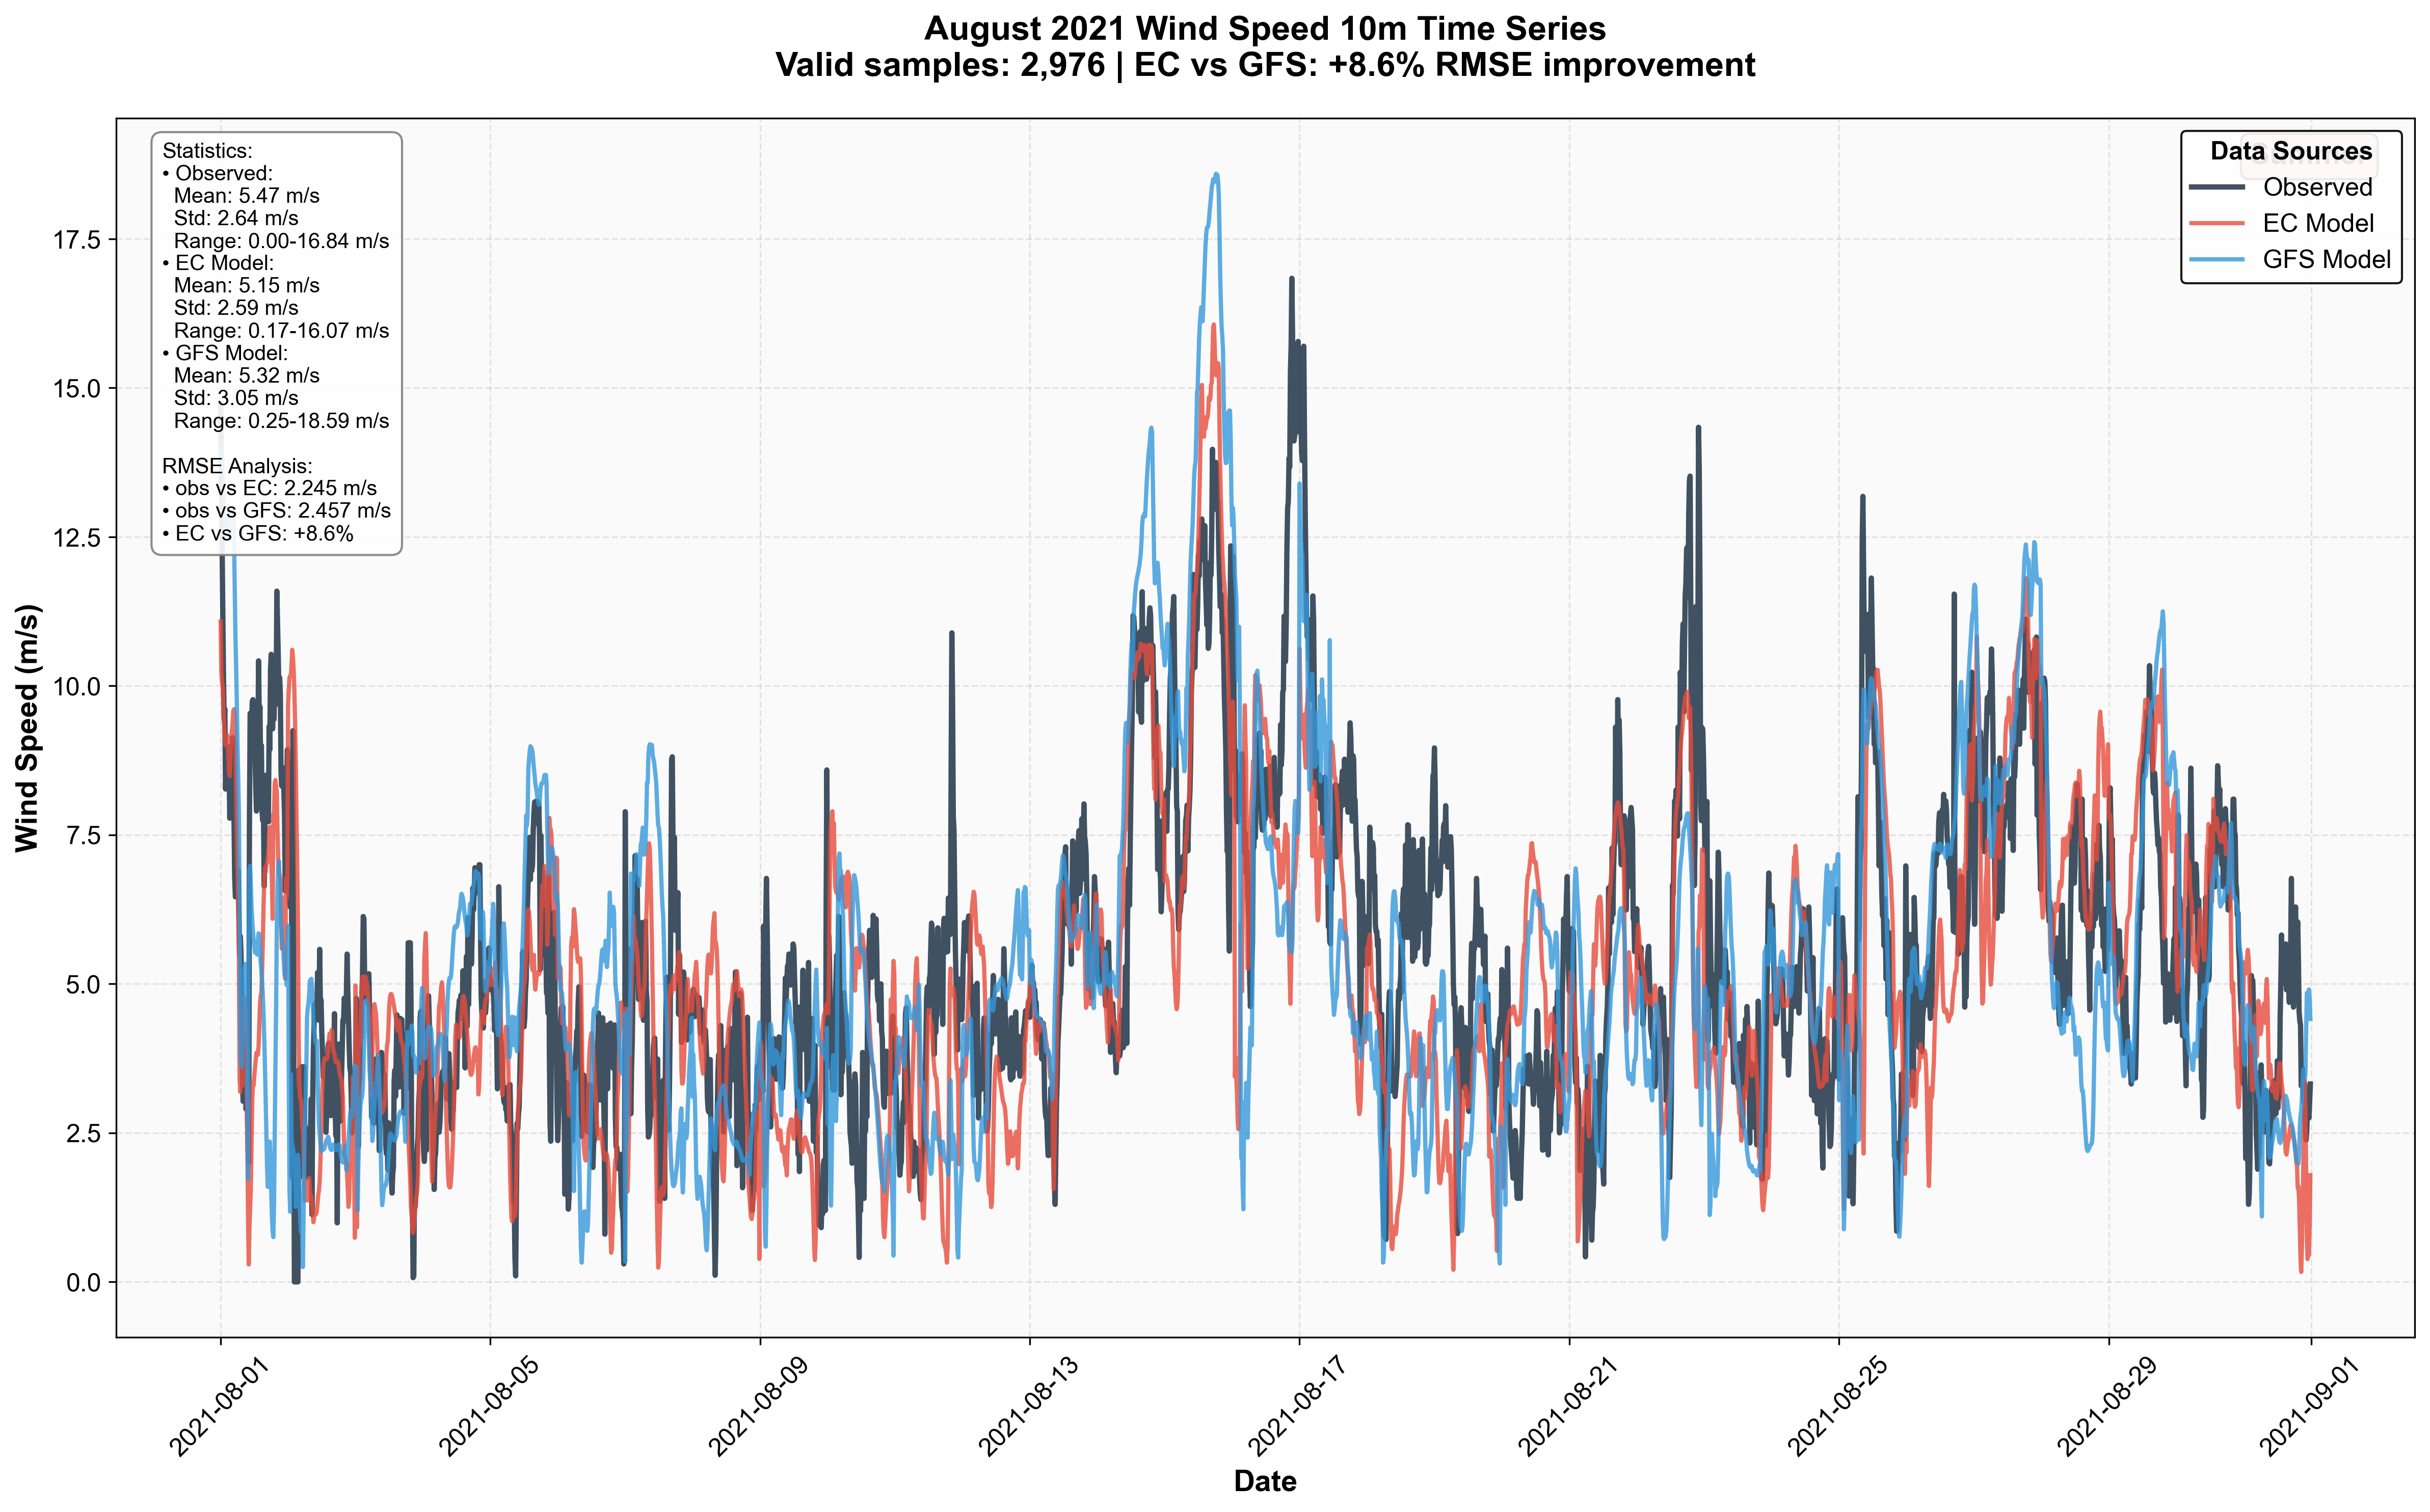 August 2021 Wind Speed 10m Time Series
Valid samples: 2,976 | EC vs GFS: +8.6% RMSE improvement
Statistics:
• Observed:
Mean: 5.47 m/s
Std: 2.64 m/s
Range: 0.00-16.84 m/s
• EC Model:
Mean: 5.15 m/s
Std: 2.59 m/s
Range: 0.17-16.07 m/s
• GFS Model:
Mean: 5.32 m/s
Std: 3.05 m/s
Range: 0.25-18.59 m/s
RMSE Analysis:
• obs vs EC: 2.245 m/s
• obs vs GFS: 2.457 m/s
• EC vs GFS: +8.6%
Data Sources
Observed
EC Model
GFS Model
Wind Speed (m/s)
17.5
15.0
12.5
10.0
7.5
5.0
2.5
0.0
2021-08-01
2021-08-05
2021-08-09
2021-08-13
2021-08-17
2021-08-21
2021-08-25
2021-08-29
2021-09-01
Date